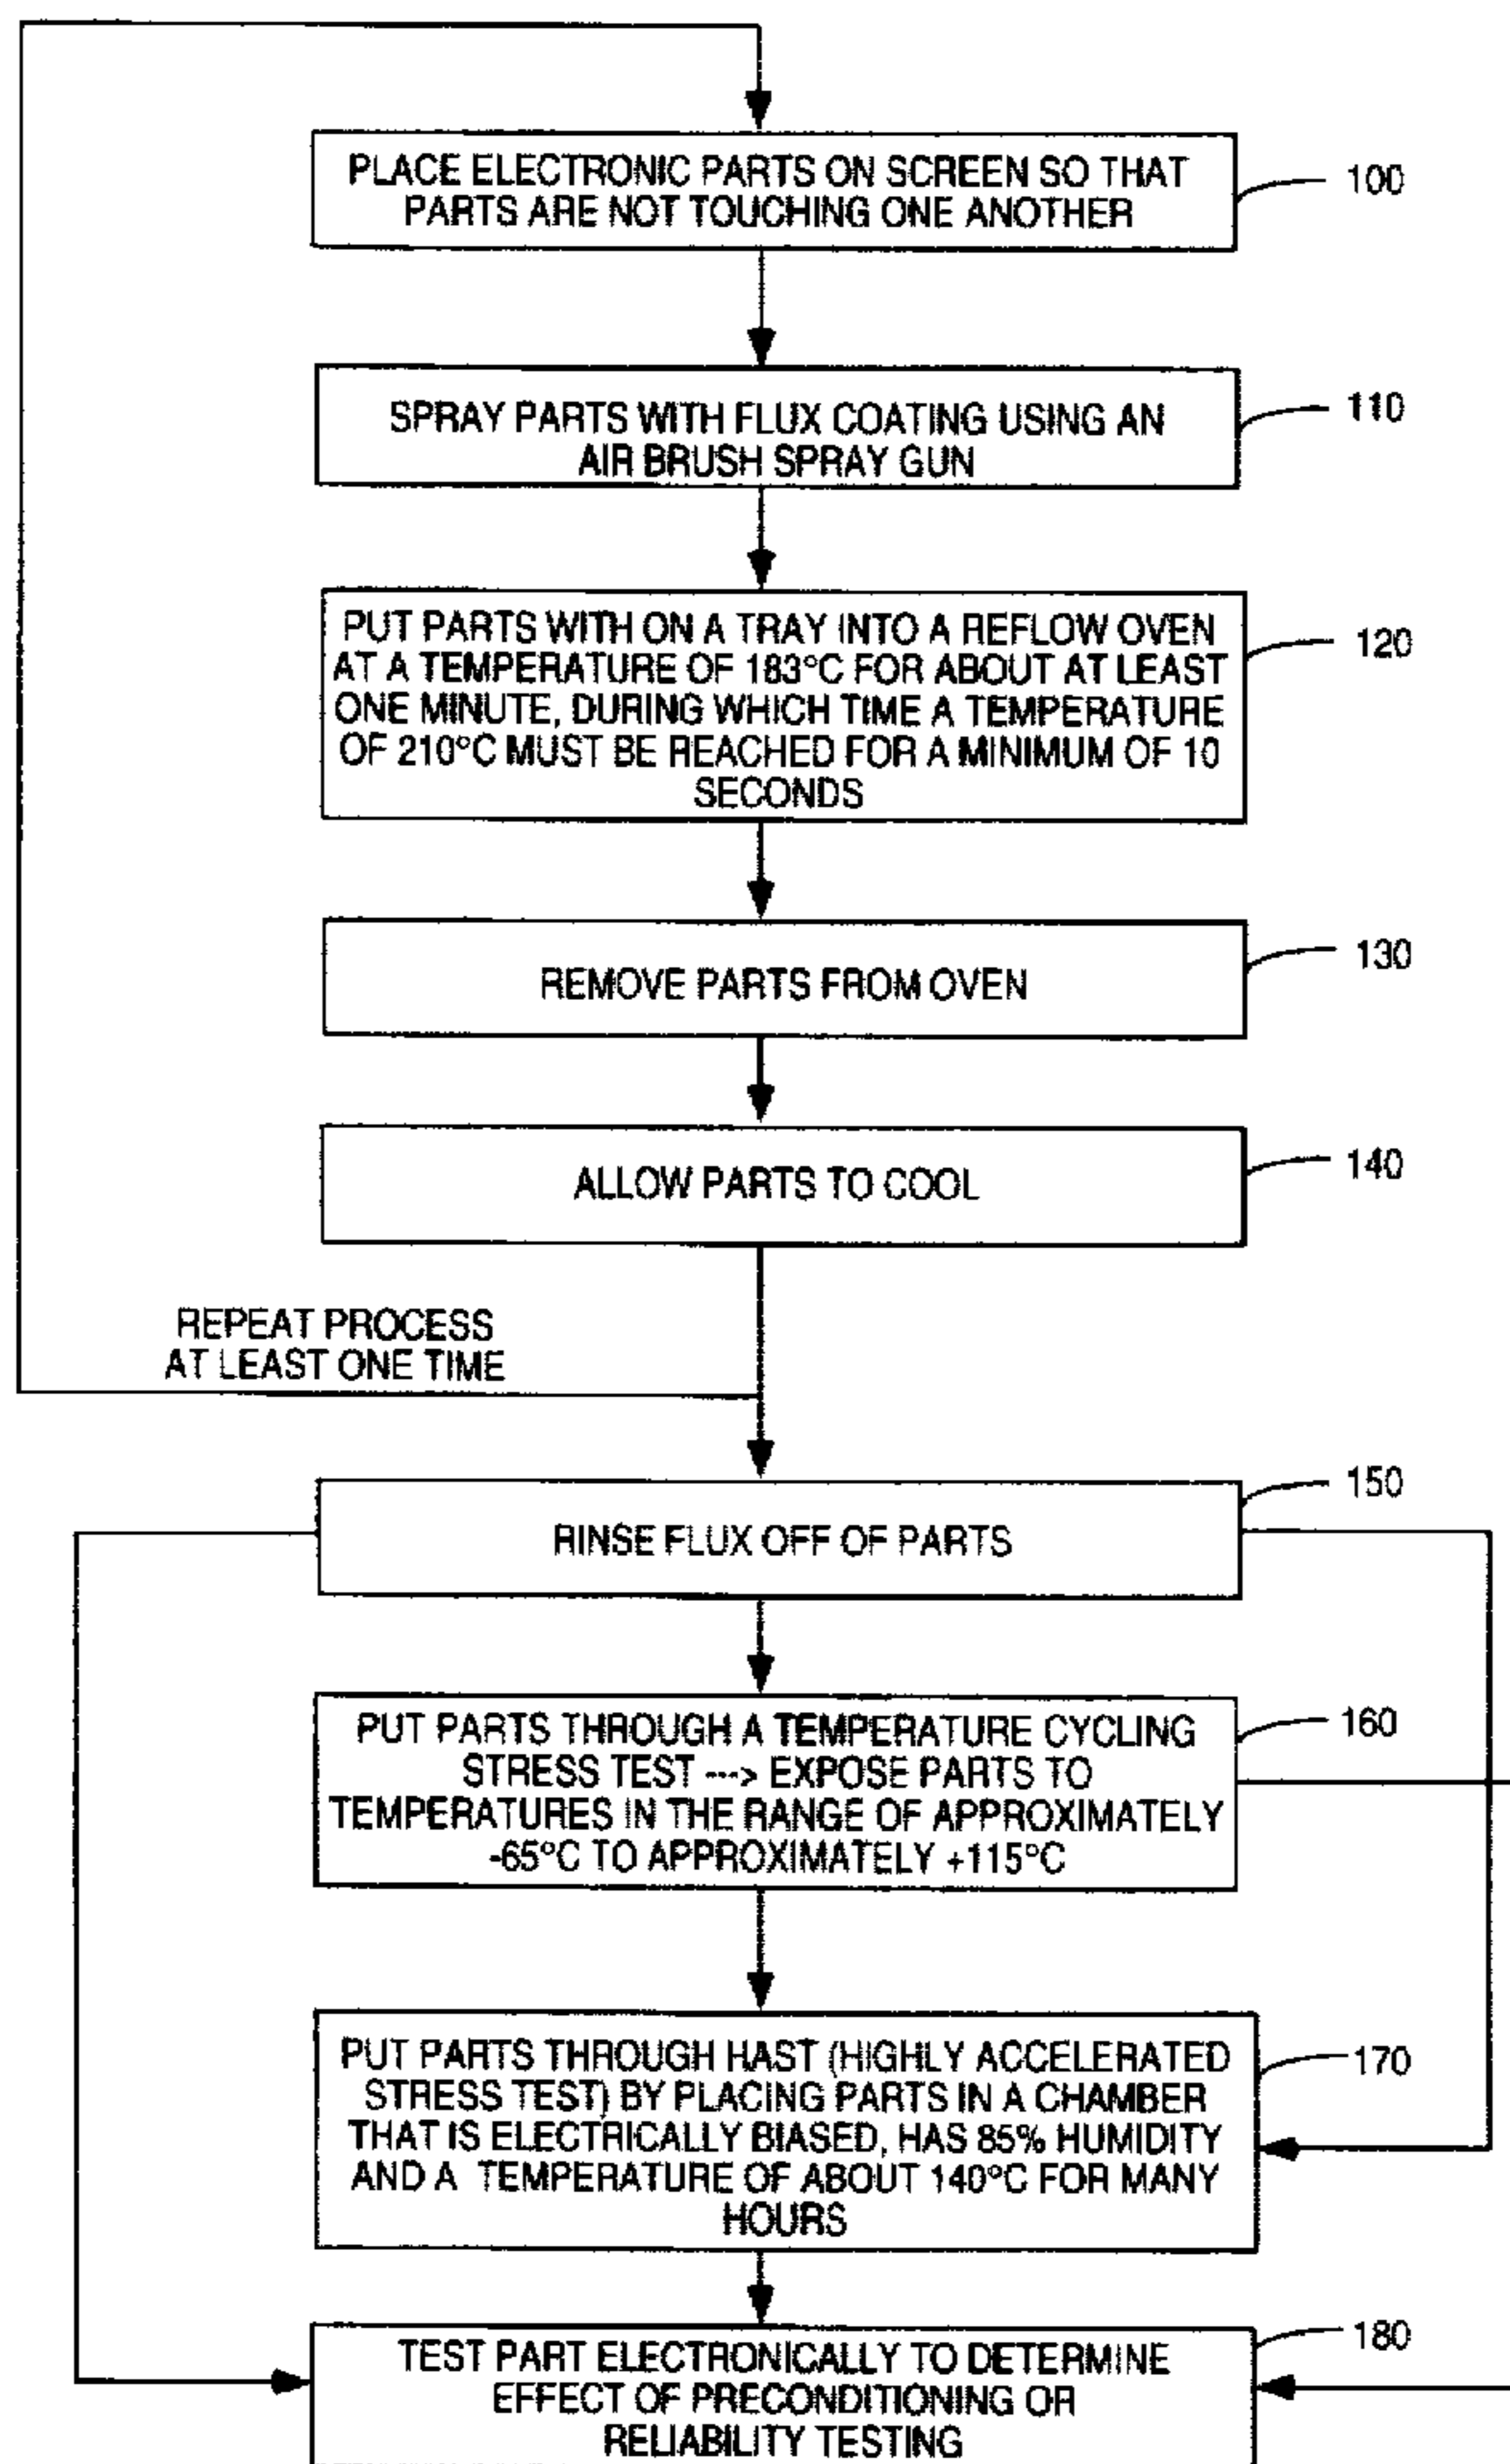 PLACE ELECTRONIC PARTS ON SCREEN SO THAT
PARTS ARE NOT TOUCHING ONE ANOTHER
100
SPRAY PARTS WITH FLUX COATING USING AN
AIR BRUSH SPRAY GUN
110
PUT PARTS WITH ON A TRAY INTO A REFLOW OVEN
AT A TEMPERATURE OF 183°C FOR ABOUT AT LEAST
ONE MINUTE, DURING WHICH TIME A TEMPERATURE
OF 210°C MUST BE REACHED FOR A MINIMUM OF 10
SECONDS
120
REMOVE PARTS FROM OVEN
130
ALLOW PARTS TO COOL
140
REPEAT PROCESS
AT LEAST ONE TIME
RINSE FLUX OFF OF PARTS
150
PUT PARTS THROUGH A TEMPERATURE CYCLING
STRESS TEST ---> EXPOSE PARTS TO
TEMPERATURES IN THE RANGE OF APPROXIMATELY
-65°C TO APPROXIMATELY +115°C
160
PUT PARTS THROUGH HAST (HIGHLY ACCELERATED
STRESS TEST) BY PLACING PARTS IN A CHAMBER
THAT IS ELECTRICALLY BIASED, HAS 85% HUMIDITY
AND A TEMPERATURE OF ABOUT 140°C FOR MANY
HOURS
170
TEST PART ELECTRONICALLY TO DETERMINE
EFFECT OF PRECONDITIONING OR
RELIABILITY TESTING
180